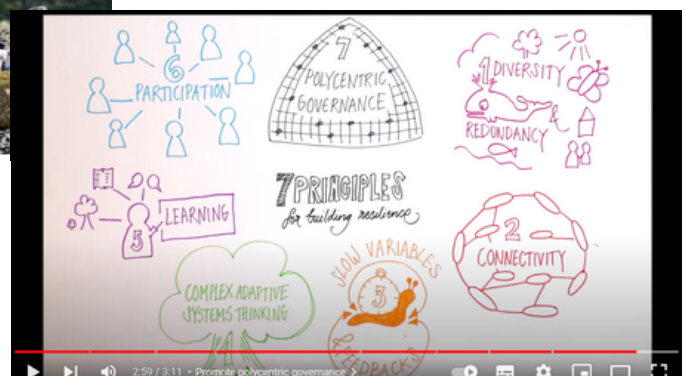 6
PARTICIPATION
7
POLYCENTRIC
GOVERNANCE
1 DIVERSITY
&
REDUNDANCY
5
LEARNING
7 PRINCIPLES
for building resilience
2
CONNECTIVITY
COMPLEX ADAPTIVE
SYSTEMS THINKING
4
SLOW VARIABLES
3
FEEDBACKS
2:59 / 3:11 • Promote polycentric governance >